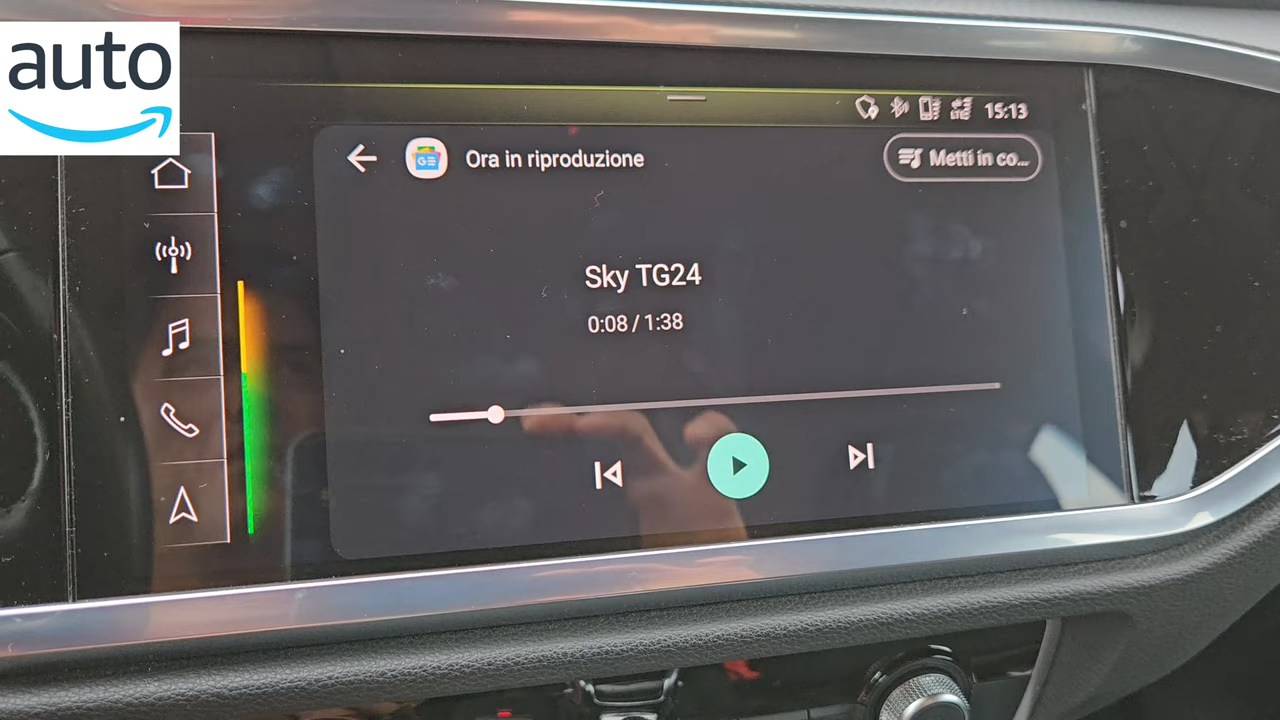 auto
15:13
Ora in riproduzione
Metti in co...
Sky TG24
0:08 / 1:38